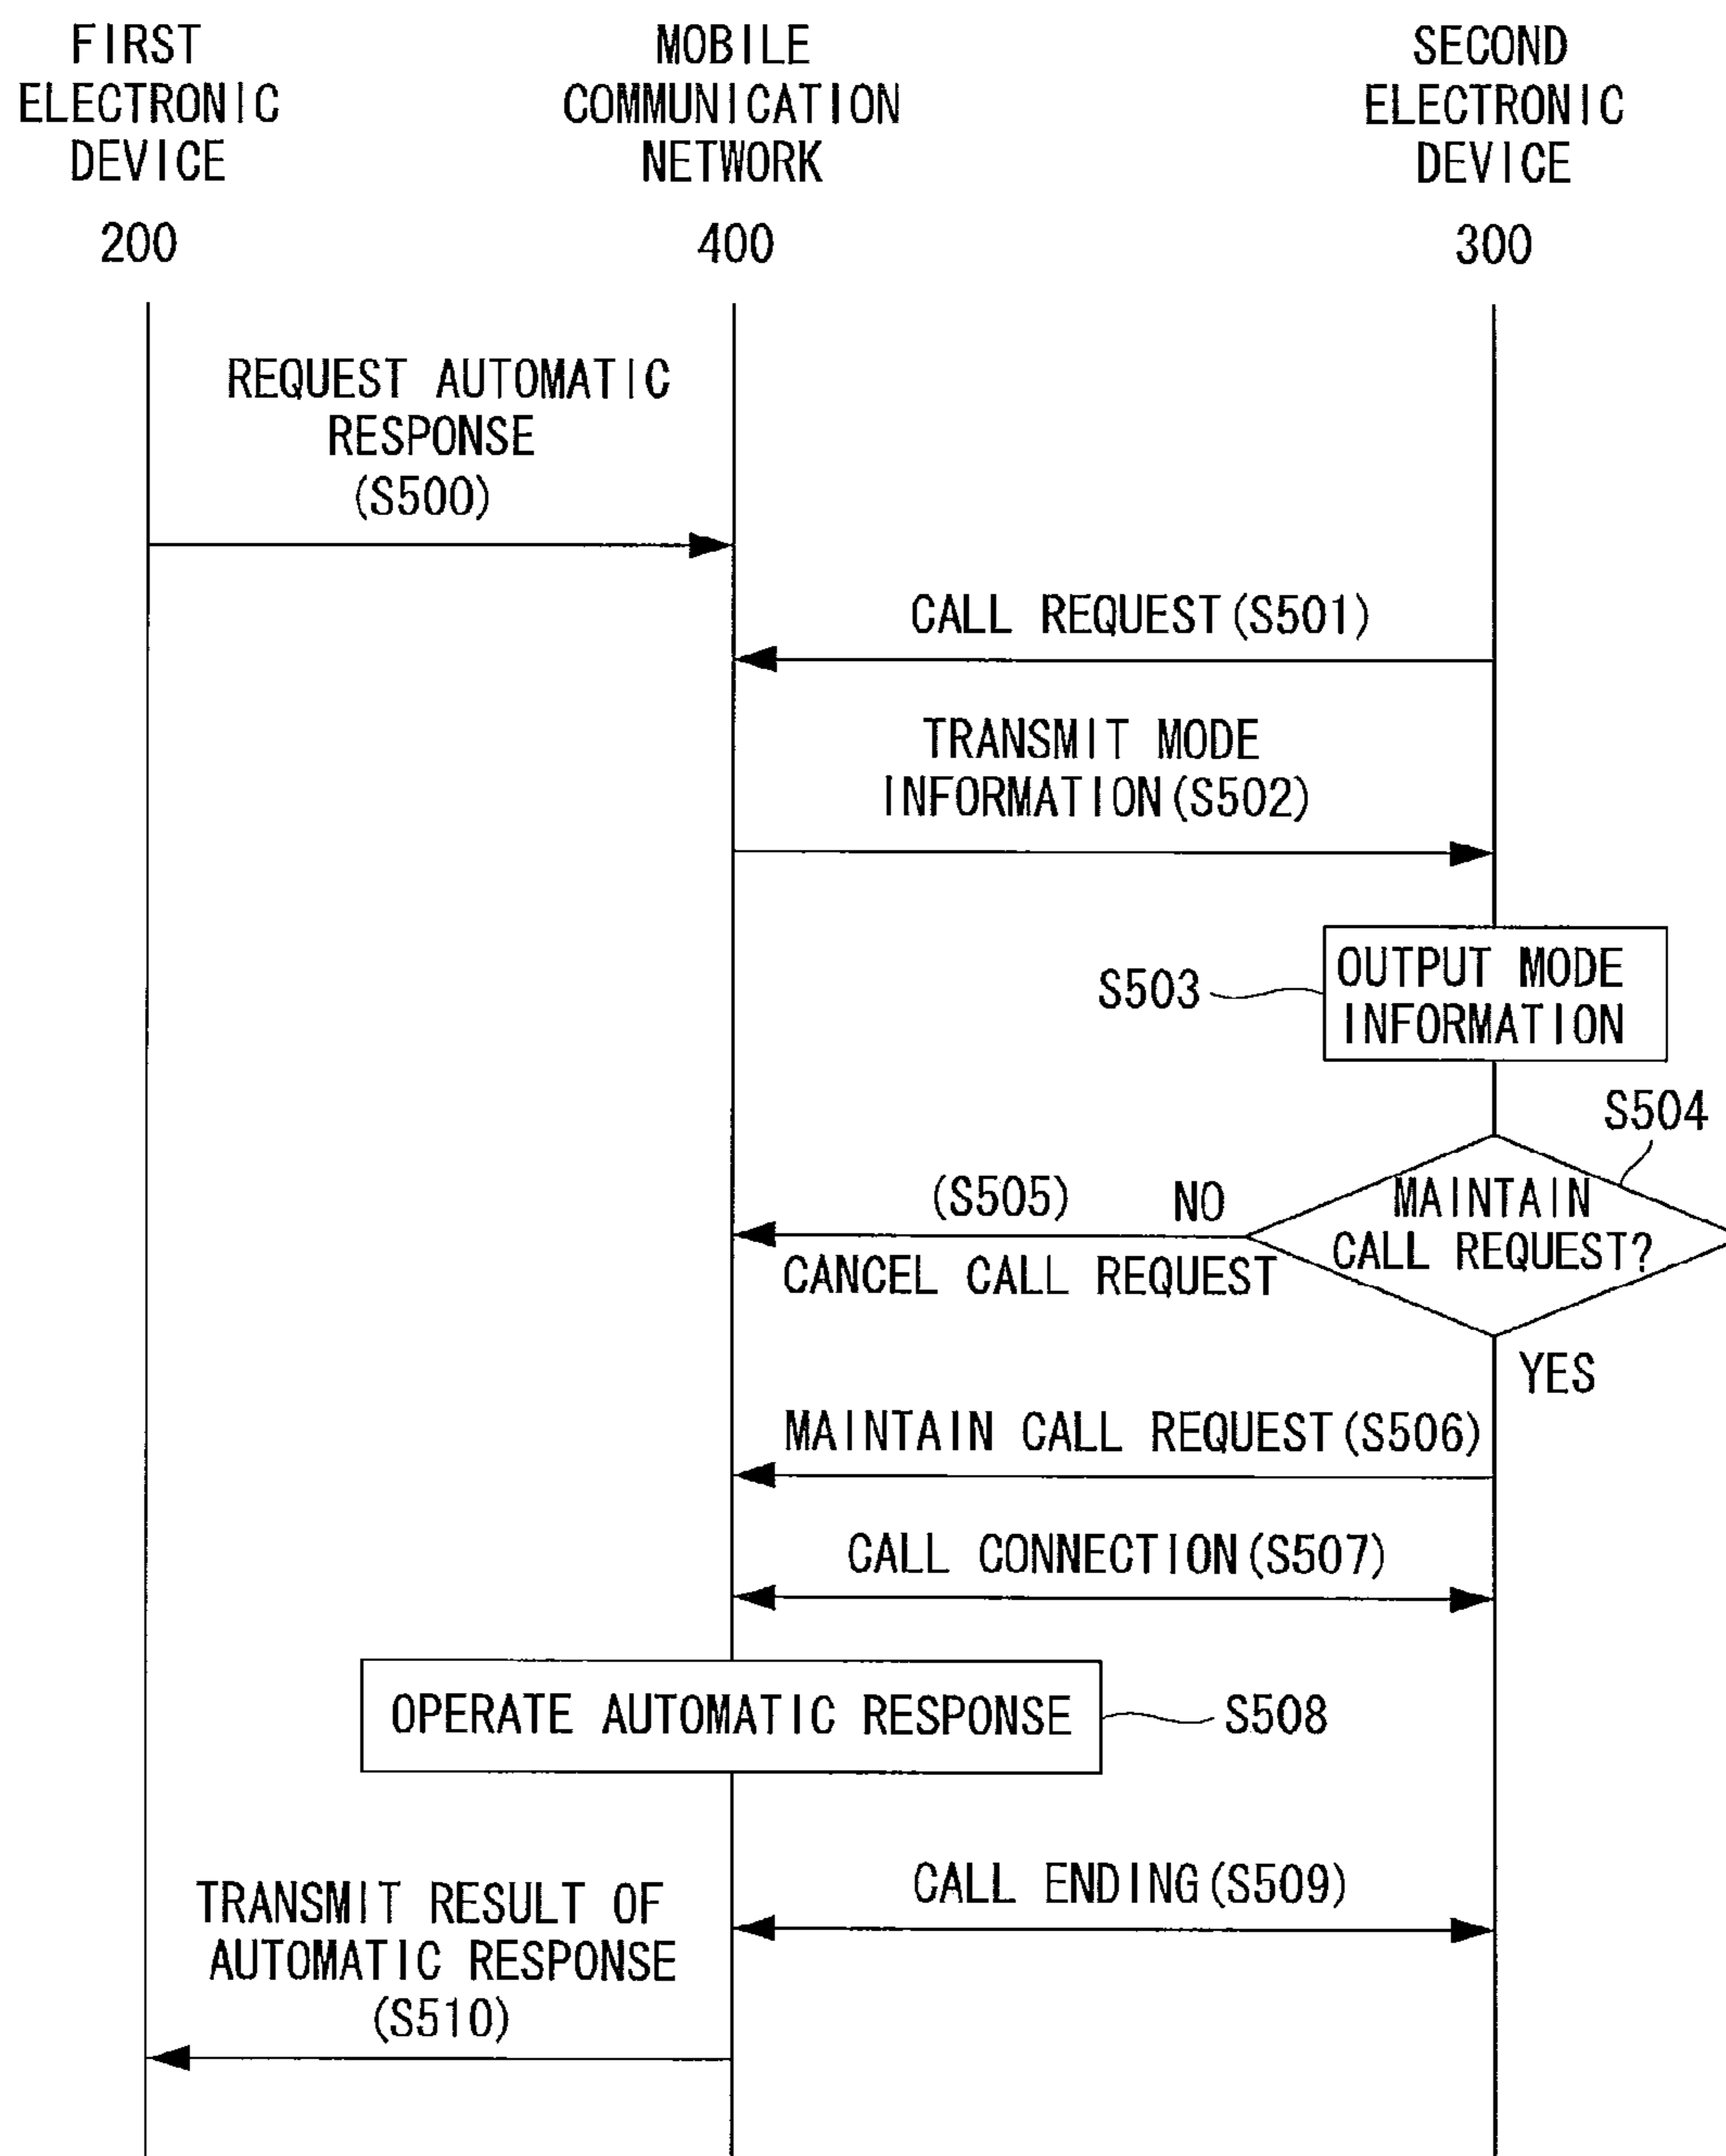 FIRST
ELECTRONIC
DEVICE
200
MOBILE
COMMUNICATION
NETWORK
400
SECOND
ELECTRONIC
DEVICE
300
REQUEST AUTOMATIC
RESPONSE
(S500)
CALL REQUEST(S501)
TRANSMIT MODE
INFORMATION(S502)
S503
OUTPUT MODE
INFORMATION
S504
(S505) NO
CANCEL CALL REQUEST
MAINTAIN
CALL REQUEST?
YES
MAINTAIN CALL REQUEST(S506)
CALL CONNECTION(S507)
OPERATE AUTOMATIC RESPONSE
S508
CALL ENDING(S509)
TRANSMIT RESULT OF
AUTOMATIC RESPONSE
(S510)